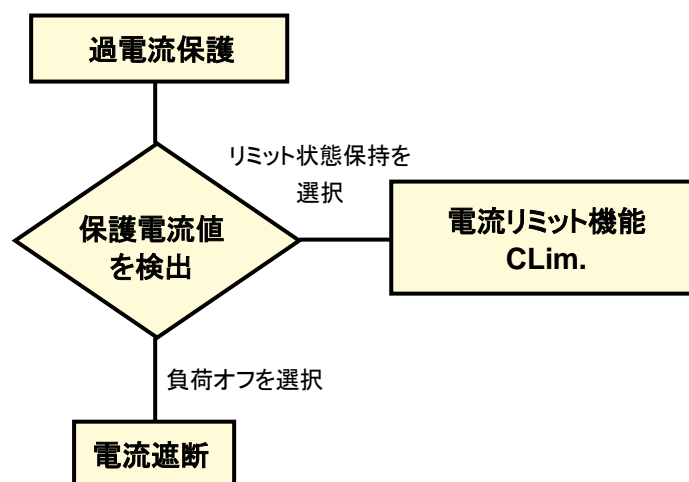 過電流保護
リミット状態保持を
選択
保護電流値
を検出
電流リミット機能
CLim.
負荷オフを選択
電流遮断